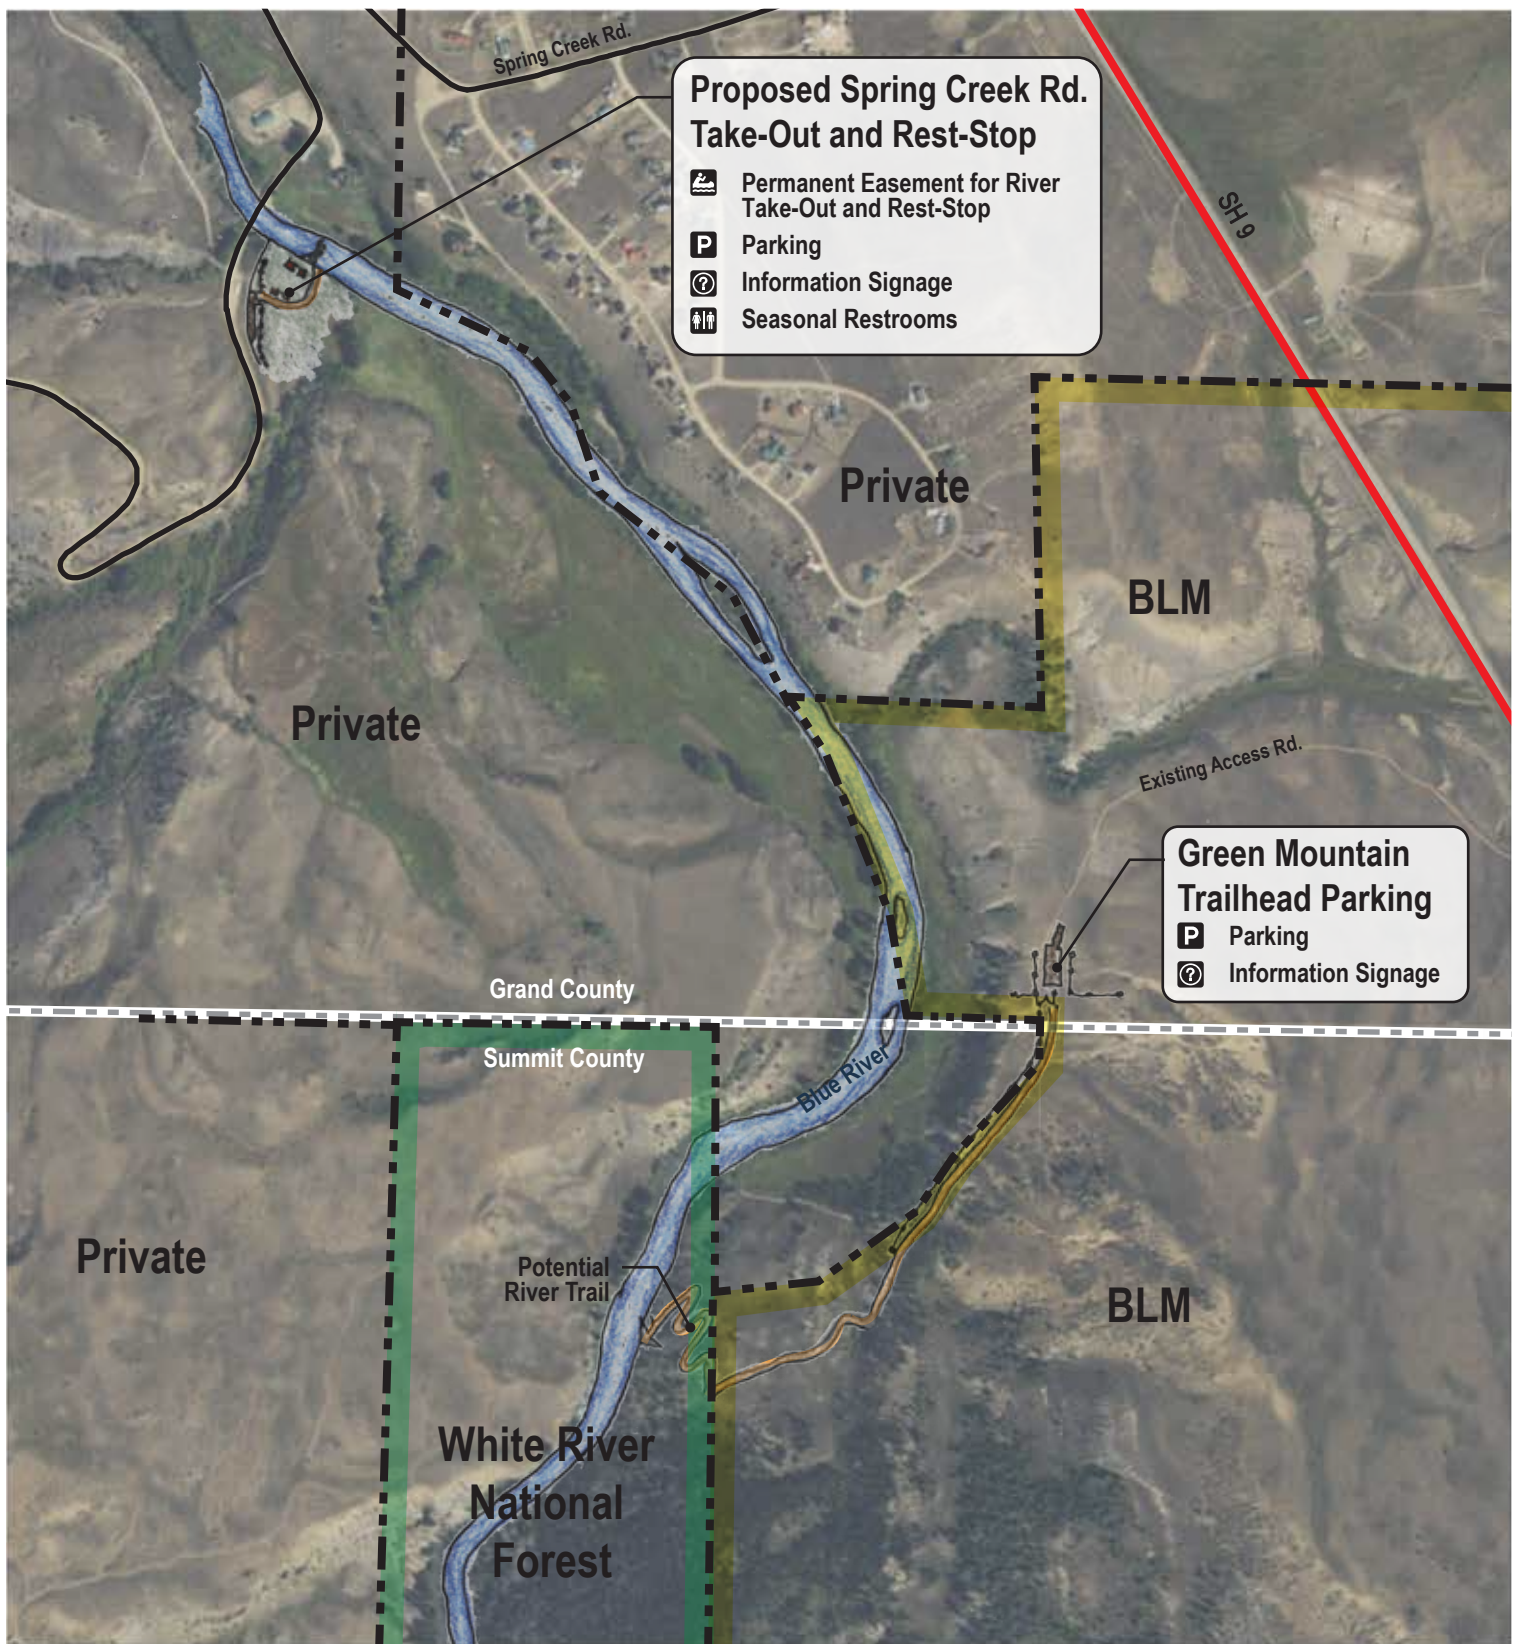 Spring Creek Rd.
Proposed Spring Creek Rd.
Take-Out and Rest-Stop
Permanent Easement for River
Take-Out and Rest-Stop
P Parking
? Information Signage
Seasonal Restrooms
SH 9
Private
BLM
Private
Existing Access Rd.
Green Mountain
Trailhead Parking
P Parking
? Information Signage
Grand County
Summit County
Blue River
Private
Potential
River Trail
BLM
White River
National
Forest